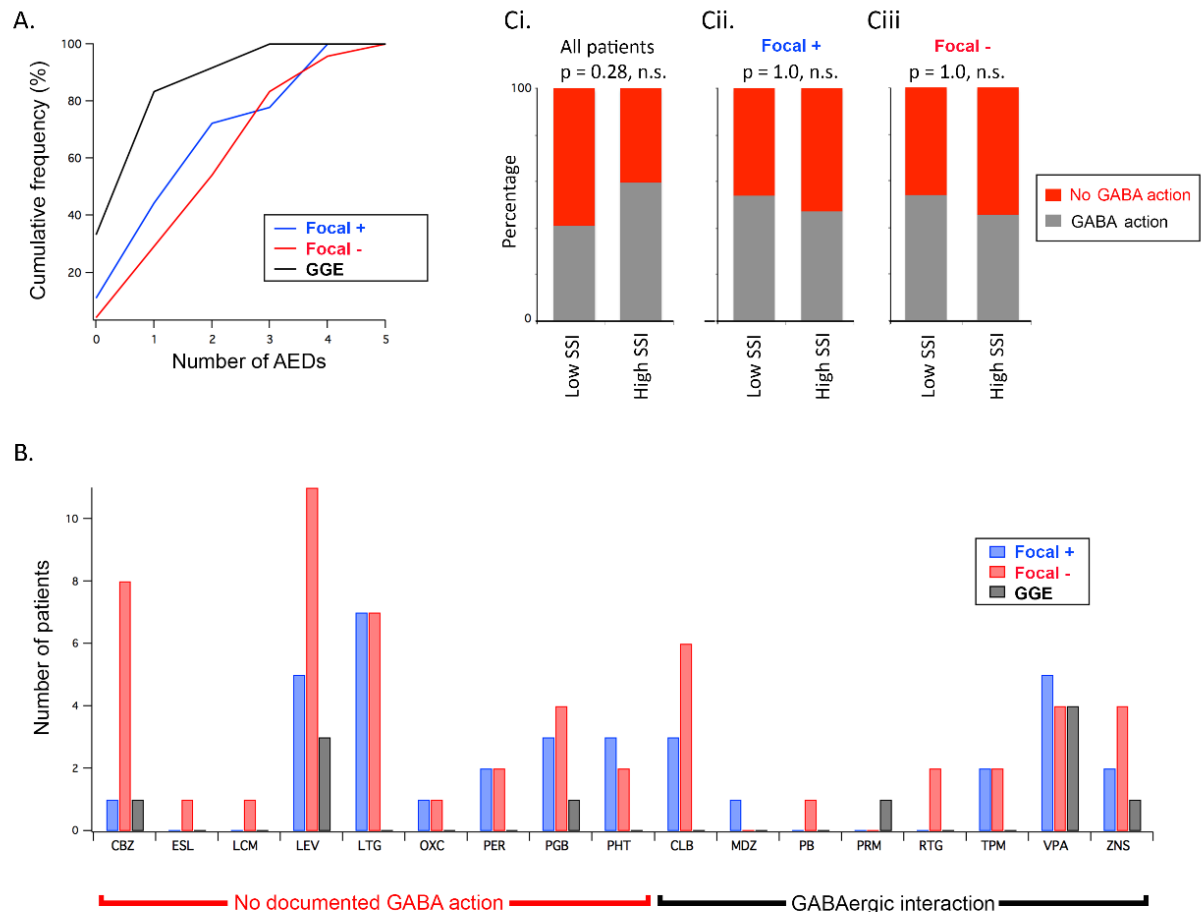 A.
Cumulative frequency (%)
100
80
60
40
20
0 1 2 3 4 5
Number of AEDs
Focal +
Focal -
GGE
Ci.
All patients
p = 0.28, n.s.
Percentage
100
0
Low SSI
High SSI
Cii.
Focal +
p = 1.0, n.s.
Low SSI
High SSI
Ciii
Focal -
p = 1.0, n.s.
Low SSI
High SSI
No GABA action
GABA action
B.
Number of patients
10
8
6
4
2
0
Focal +
Focal -
GGE
CBZ ESL LCM LEV LTG OXC PER PGB PHT CLB MDZ PB PRM RTG TPM VPA ZNS
No documented GABA action GABAergic interaction